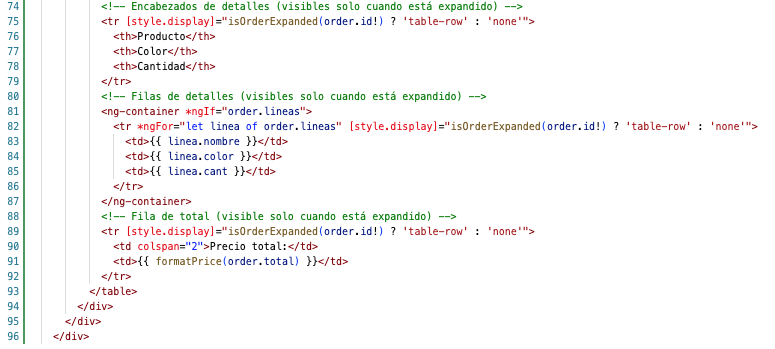 74 <!-- Encabezados de detalles (visibles solo cuando está expandido) -->
75 <tr [style.display]="isOrderExpanded(order.id!) ? 'table-row' : 'none'">
76 <th>Producto</th>
77 <th>Color</th>
78 <th>Cantidad</th>
79 </tr>
80 <!-- Filas de detalles (visibles solo cuando está expandido) -->
81 <ng-container *ngIf="order.lineas">
82 <tr *ngFor="let linea of order.lineas" [style.display]="isOrderExpanded(order.id!) ? 'table-row' : 'none'">
83 <td>{{ linea.nombre }}</td>
84 <td>{{ linea.color }}</td>
85 <td>{{ linea.cant }}</td>
86 </tr>
87 </ng-container>
88 <!-- Fila de total (visible solo cuando está expandido) -->
89 <tr [style.display]="isOrderExpanded(order.id!) ? 'table-row' : 'none'">
90 <td colspan="2">Precio total:</td>
91 <td>{{ formatPrice(order.total) }}</td>
92 </tr>
93 </table>
94 </div>
95 </div>
96 </div>